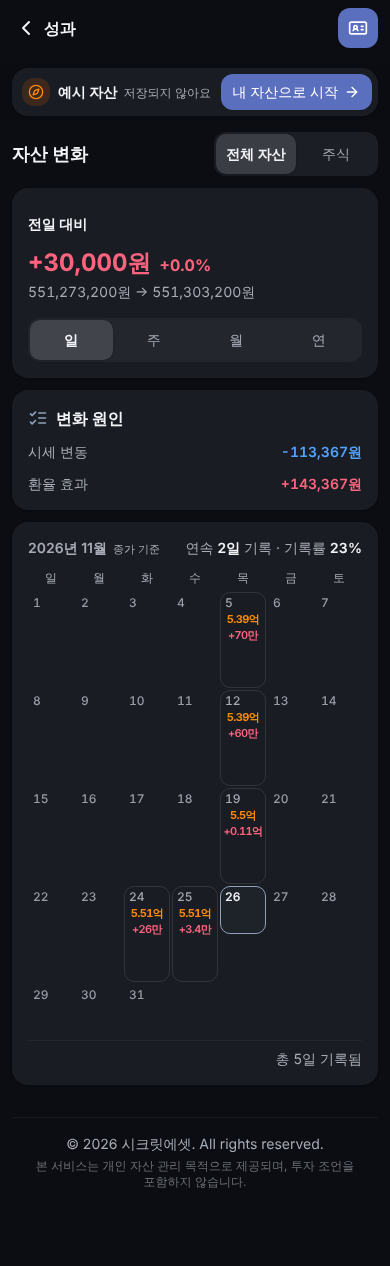 성과
예시 자산 저장되지 않아요 내 자산으로 시작 →
자산 변화 전체 자산 주식
전일 대비
+30,000원 +0.0%
551,273,200원 → 551,303,200원
일 주 월 연
변화 원인
시세 변동 -113,367원
환율 효과 +143,367원
2026년 11월 종가 기준 연속 2일 기록 · 기록률 23%
일 월 화 수 목 금 토
1 2 3 4 5 6 7
5.39억
+70만
8 9 10 11 12 13 14
5.39억
+60만
15 16 17 18 19 20 21
5.5억
+0.11억
22 23 24 25 26 27 28
5.51억 5.51억
+26만 +3.4만
29 30 31
총 5일 기록됨
© 2026 시크릿에셋. All rights reserved.
본 서비스는 개인 자산 관리 목적으로 제공되며, 투자 조언을
포함하지 않습니다.